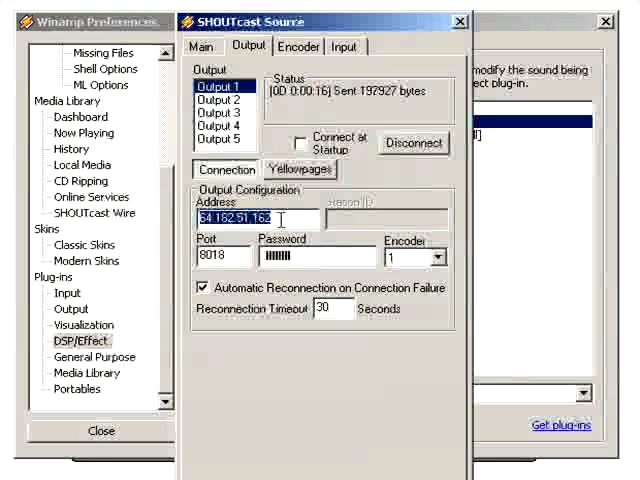 Winamp Preferences
SHOUTcast Source
Missing Files
Shell Options
ML Options
Media Library
Dashboard
Now Playing
History
Local Media
CD Ripping
Online Services
SHOUTcast Wire
Skins
Classic Skins
Modern Skins
Plug-ins
Input
Output
Visualization
DSP/Effect
General Purpose
Media Library
Portables
Close
Main
Output
Encoder
Input
Output
Output 1
Output 2
Output 3
Output 4
Output 5
Status
[0D 0:00:16] Sent 197927 bytes
Connect at
Startup
Disconnect
Connection
Yellowpages
Output Configuration
Address
64.182.51.162
Port
8018
Password
Encoder
1
Automatic Reconnection on Connection Failure
Reconnection Timeout
30
Seconds
modify the sound being
ect plug-in.
Get plug-ins